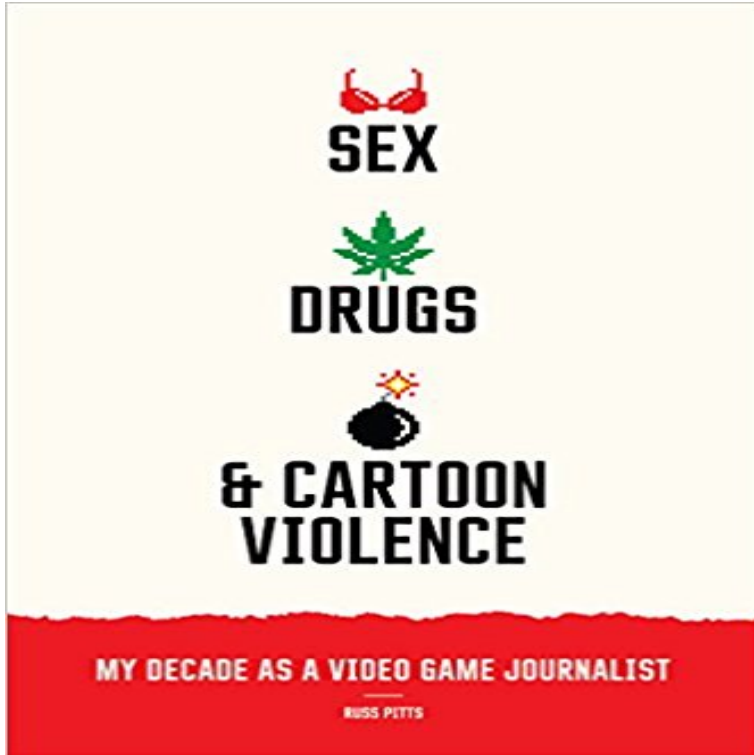 SEX
DRUGS
& CARTOON
VIOLENCE
MY DECADE AS A VIDEO GAME JOURNALIST
RUSS PITTS